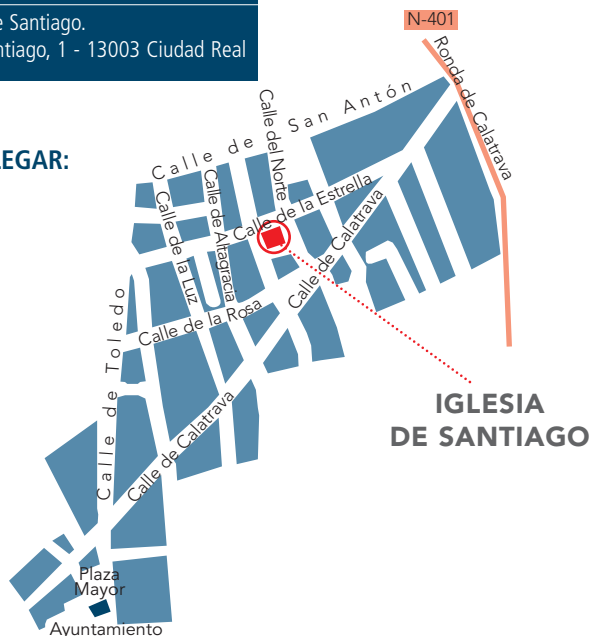 e Santiago.
ntiago, 1 - 13003 Ciudad Real
LEGAR:
N-401
Ronda de Calatrava
Calle de San Antón
Calle del Norte
Calle de la Estrella
Calle de Altagracia
Calle de la Luz
Calle de Calatrava
Calle de la Rosa
Calle de Toledo
IGLESIA
DE SANTIAGO
Calle de Calatrava
Plaza
Mayor
Ayuntamiento